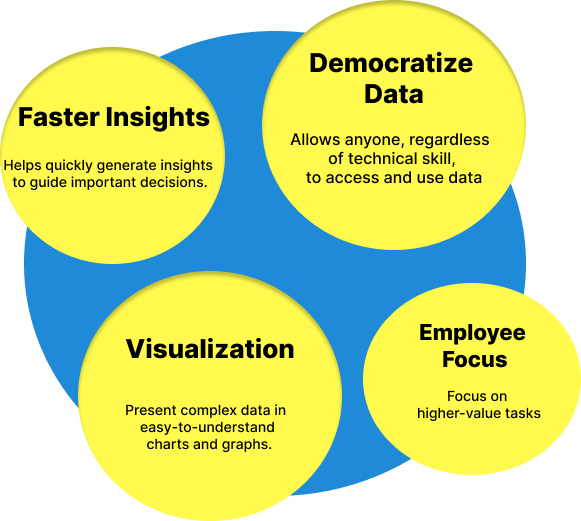 Faster Insights
Helps quickly generate insights
to guide important decisions.
Democratize
Data
Allows anyone, regardless
of technical skill,
to access and use data
Visualization
Present complex data in
easy-to-understand
charts and graphs.
Employee
Focus
Focus on
higher-value tasks